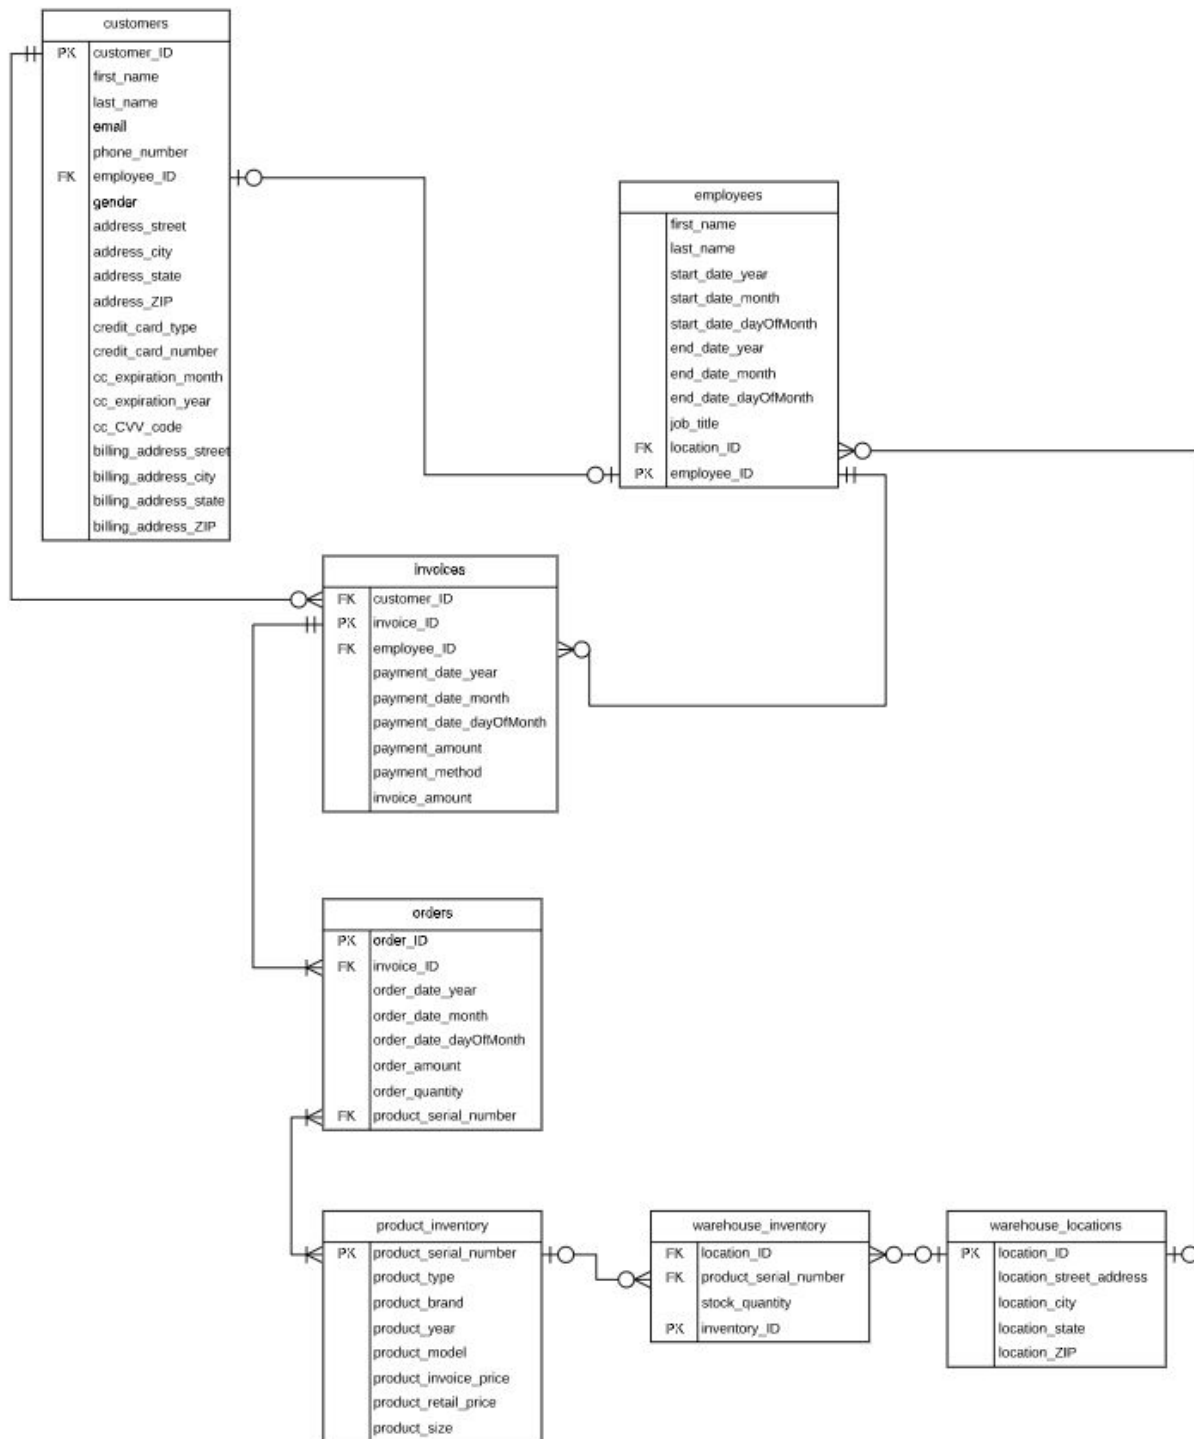 customers
PK customer_ID
first_name
last_name
email
phone_number
FK employee_ID
gender
address_street
address_city
address_state
address_ZIP
credit_card_type
credit_card_number
cc_expiration_month
cc_expiration_year
cc_CVV_code
billing_address_street
billing_address_city
billing_address_state
billing_address_ZIP
employees
first_name
last_name
start_date_year
start_date_month
start_date_dayOfMonth
end_date_year
end_date_month
end_date_dayOfMonth
job_title
FK location_ID
PK employee_ID
invoices
FK customer_ID
PK invoice_ID
FK employee_ID
payment_date_year
payment_date_month
payment_date_dayOfMonth
payment_amount
payment_method
invoice_amount
orders
PK order_ID
FK invoice_ID
order_date_year
order_date_month
order_date_dayOfMonth
order_amount
order_quantity
FK product_serial_number
product_inventory
PK product_serial_number
product_type
product_brand
product_year
product_model
product_invoice_price
product_retail_price
product_size
warehouse_inventory
FK location_ID
FK product_serial_number
stock_quantity
PK inventory_ID
warehouse_locations
PK location_ID
location_street_address
location_city
location_state
location_ZIP